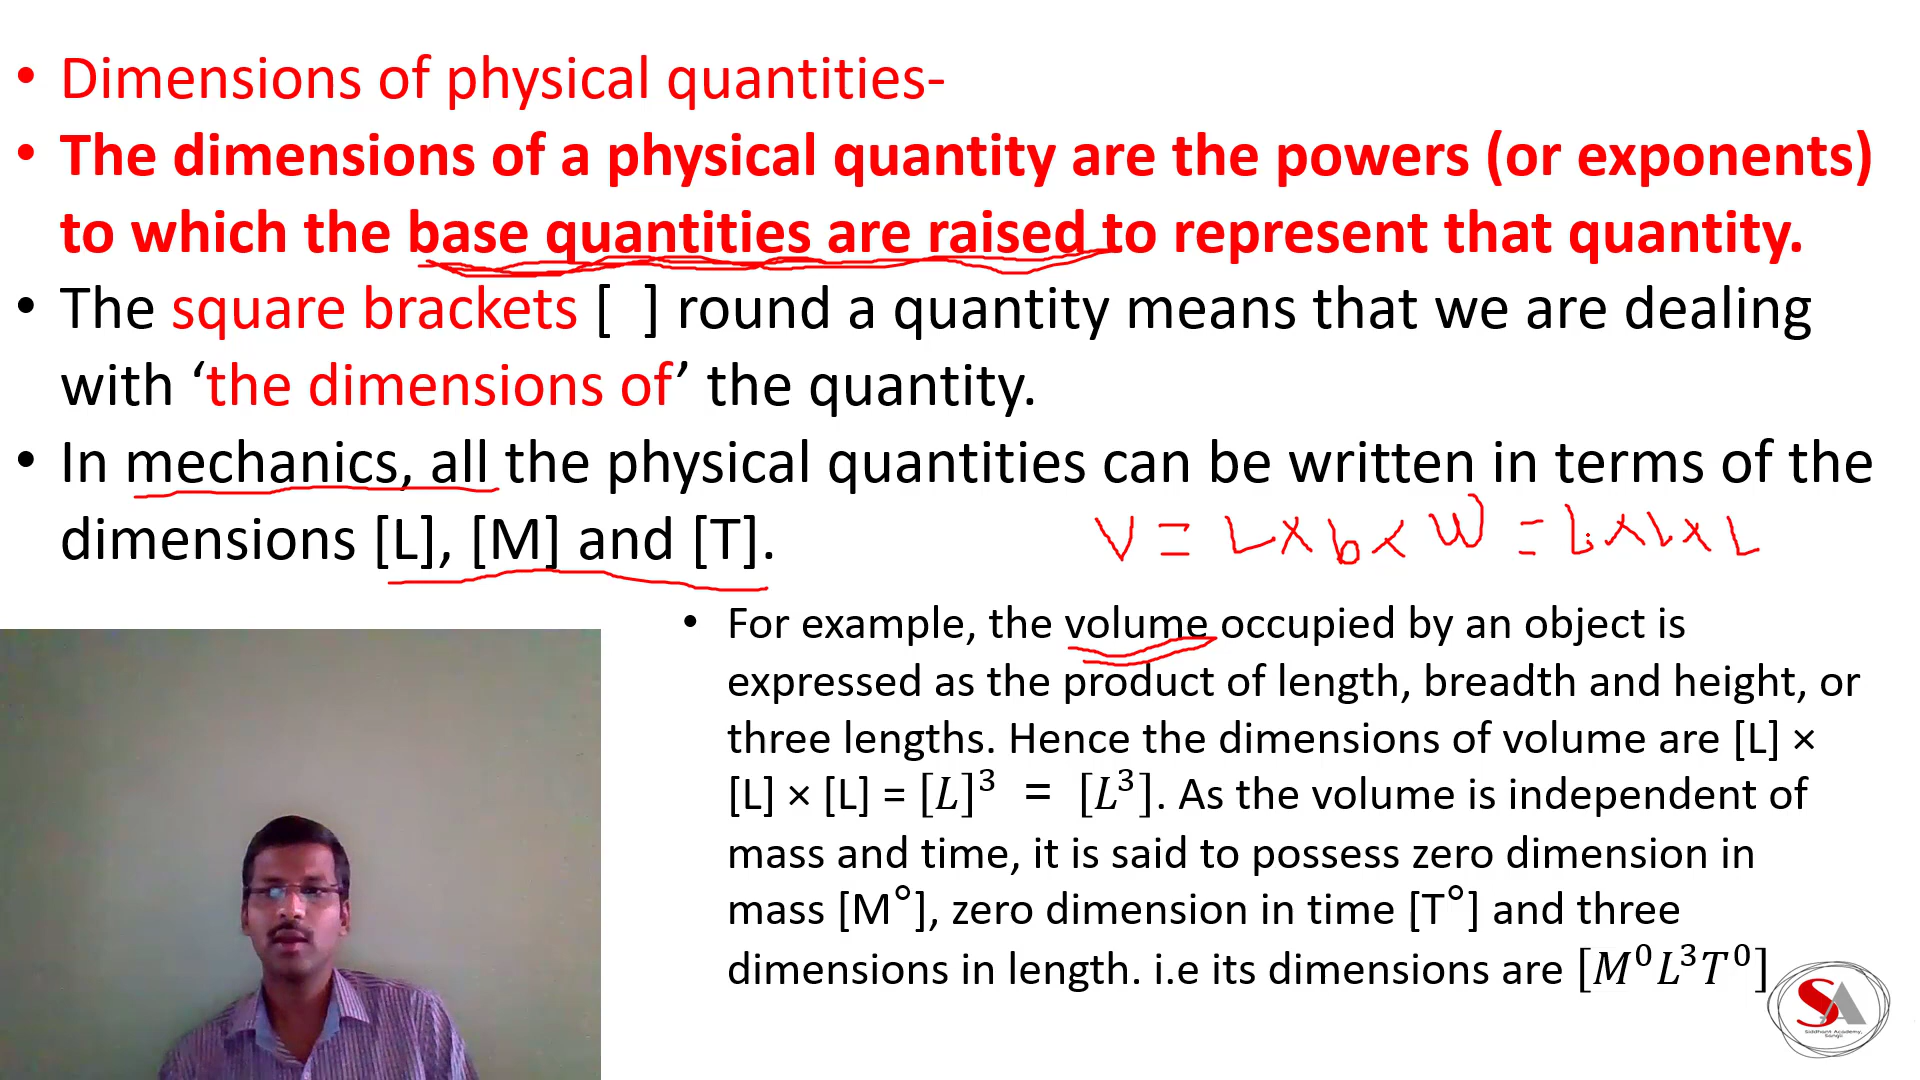 • Dimensions of physical quantities-
• The dimensions of a physical quantity are the powers (or exponents)
to which the base quantities are raised to represent that quantity.
• The square brackets [ ] round a quantity means that we are dealing
with ‘the dimensions of’ the quantity.
• In mechanics, all the physical quantities can be written in terms of the
dimensions [L], [M] and [T].
V = L × b × W = L × L × L
• For example, the volume occupied by an object is
expressed as the product of length, breadth and height, or
three lengths. Hence the dimensions of volume are [L] ×
[L] × [L] = [L]³ = [L³]. As the volume is independent of
mass and time, it is said to possess zero dimension in
mass [M°], zero dimension in time [T°] and three
dimensions in length. i.e its dimensions are [M⁰L³T⁰]
SA
Siddhant Academy,
Sangli